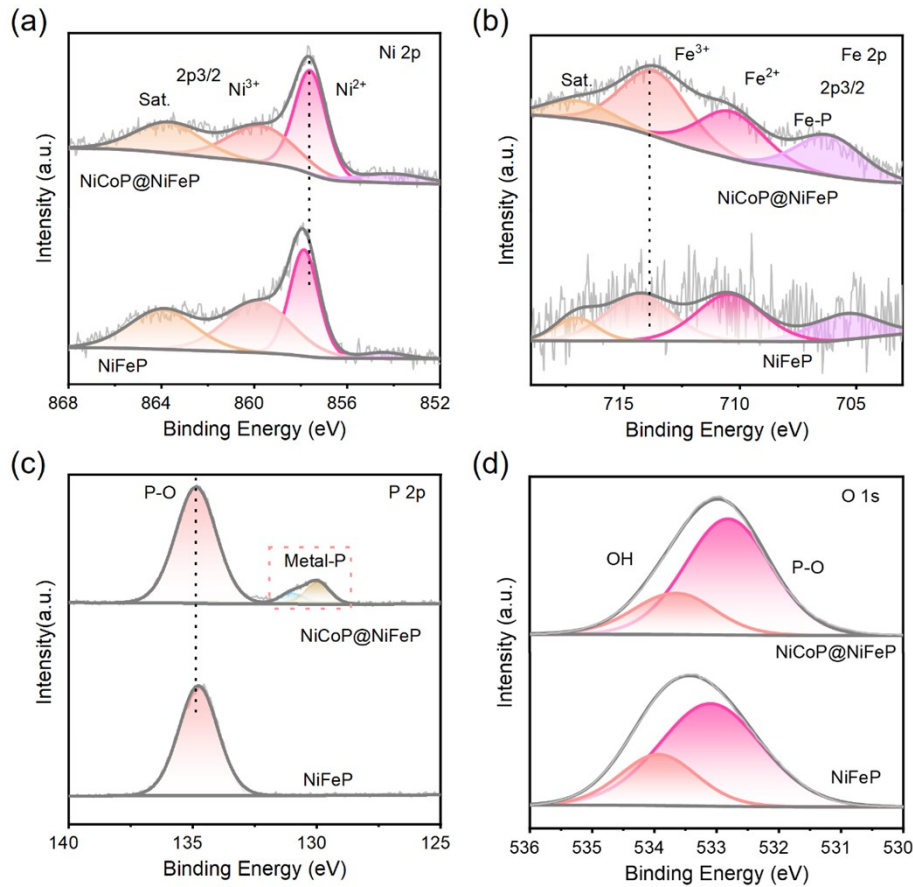 (a)
Ni 2p
2p3/2
Sat.
Ni3+
Ni2+
NiCoP@NiFeP
NiFeP
Intensity (a.u.)
868 864 860 856 852
Binding Energy (eV)
(b)
Fe 2p
Fe3+
Fe2+
Sat.
2p3/2
Fe-P
NiCoP@NiFeP
NiFeP
Intensity (a.u.)
715 710 705
Binding Energy (eV)
(c)
P-O
P 2p
Metal-P
NiCoP@NiFeP
NiFeP
Intensity(a.u.)
140 135 130 125
Binding Energy (eV)
(d)
O 1s
OH
P-O
NiCoP@NiFeP
NiFeP
Intensity (a.u.)
536 535 534 533 532 531 530
Binding Energy (eV)